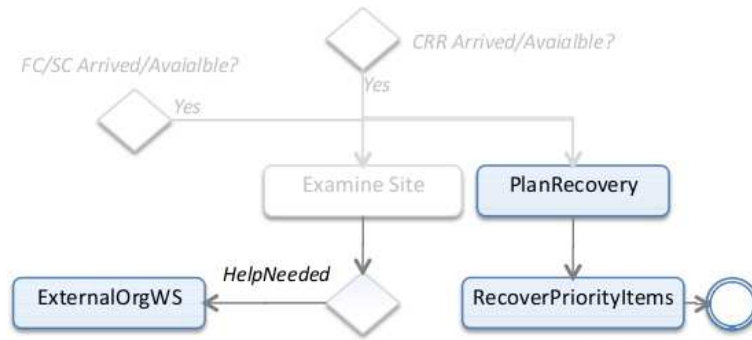 CRR Arrived/Avaialble?
FC/SC Arrived/Avaialble?
Yes
Yes
Examine Site
PlanRecovery
HelpNeeded
ExternalOrgWS
RecoverPriorityItems